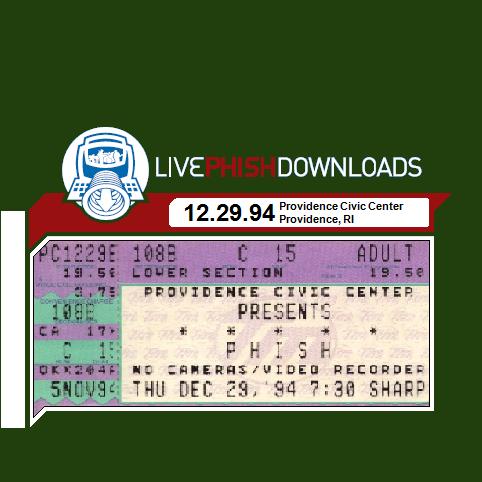 LIVEPHISHDOWNLOADS
12.29.94 Providence Civic Center
Providence, RI
PC1229E 108B C 15 ADULT
19.50 LOWER SECTION 19.50
3.75 PROVIDENCE CIVIC CENTER
108B PRESENTS
CA 17* * * * * *
C 15 PHISH
NO CAMERAS/VIDEO RECORDER
5NOV94 THU DEC 29, 94 7:30 SHARP